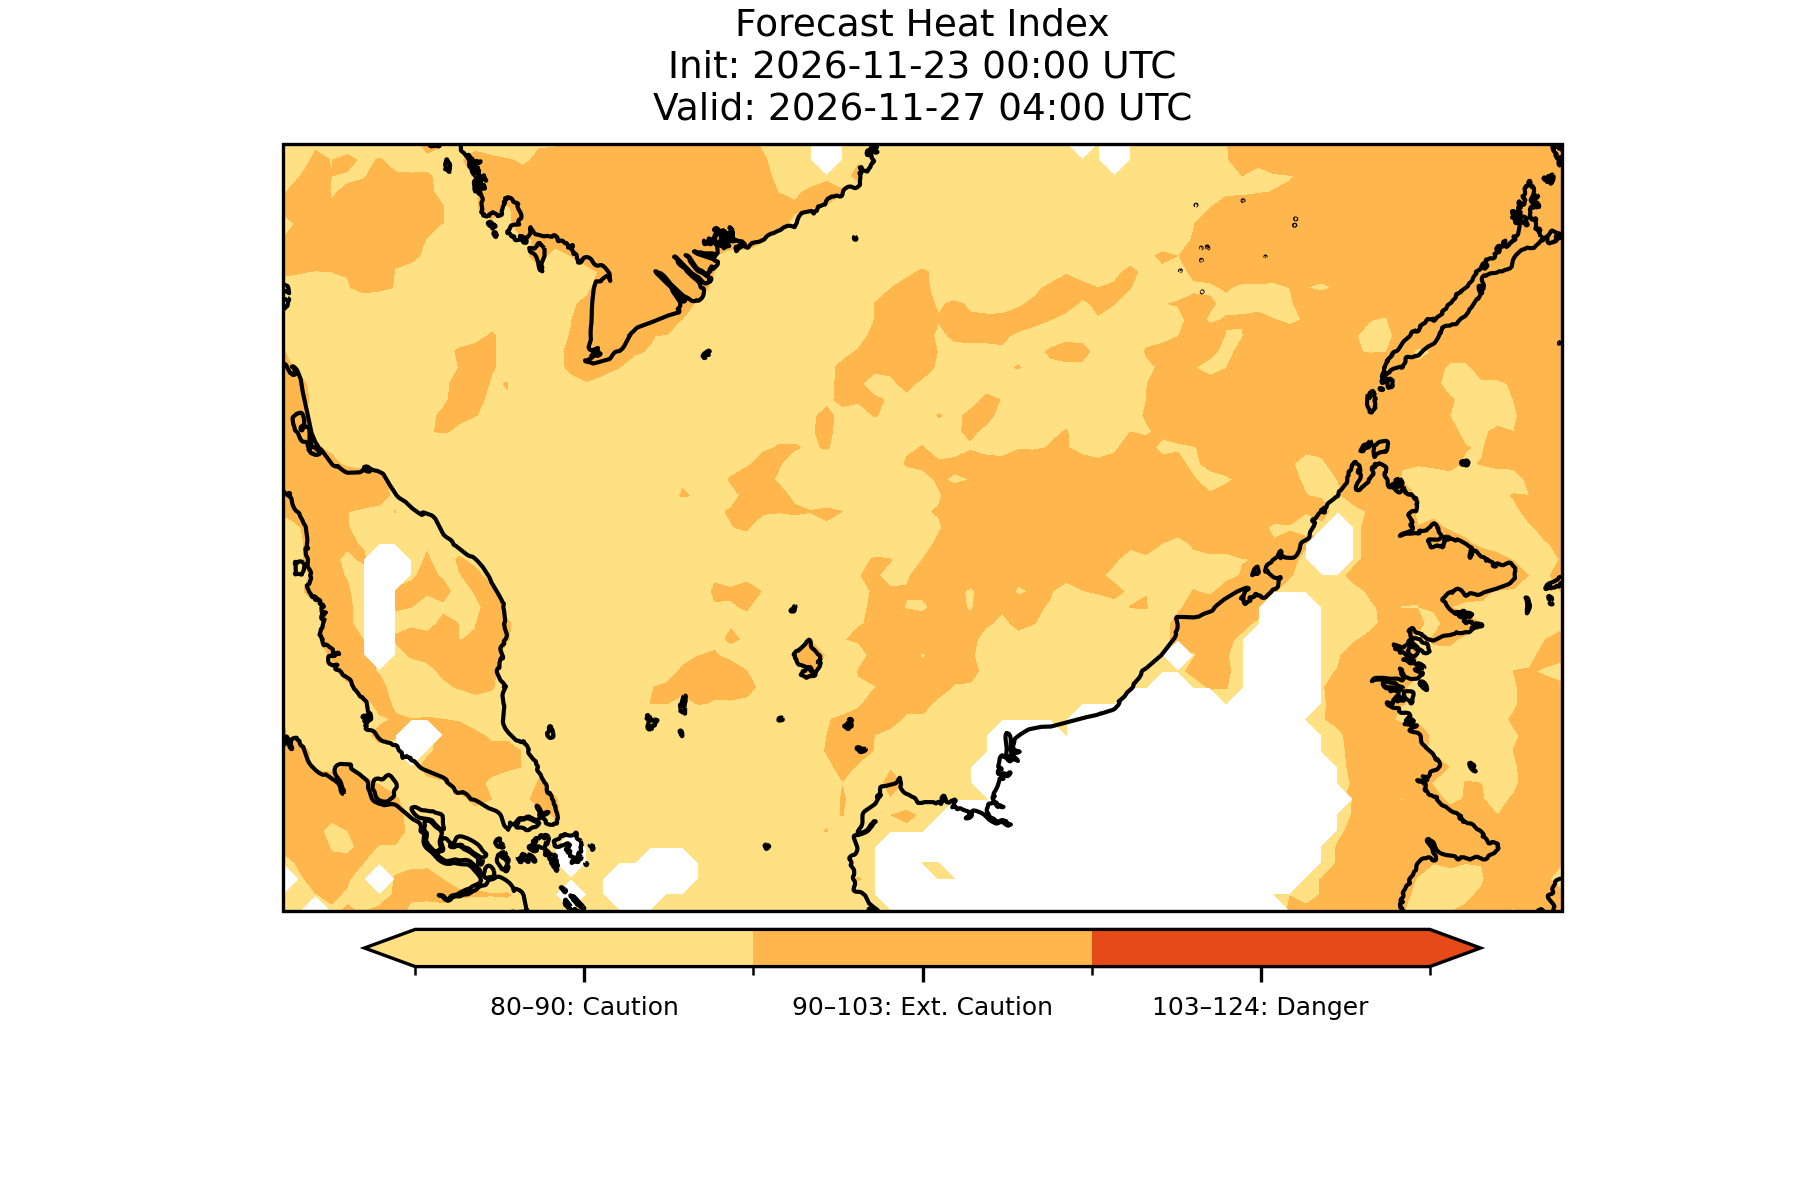 Forecast Heat Index
Init: 2026-11-23 00:00 UTC
Valid: 2026-11-27 04:00 UTC
80–90: Caution
90–103: Ext. Caution
103–124: Danger